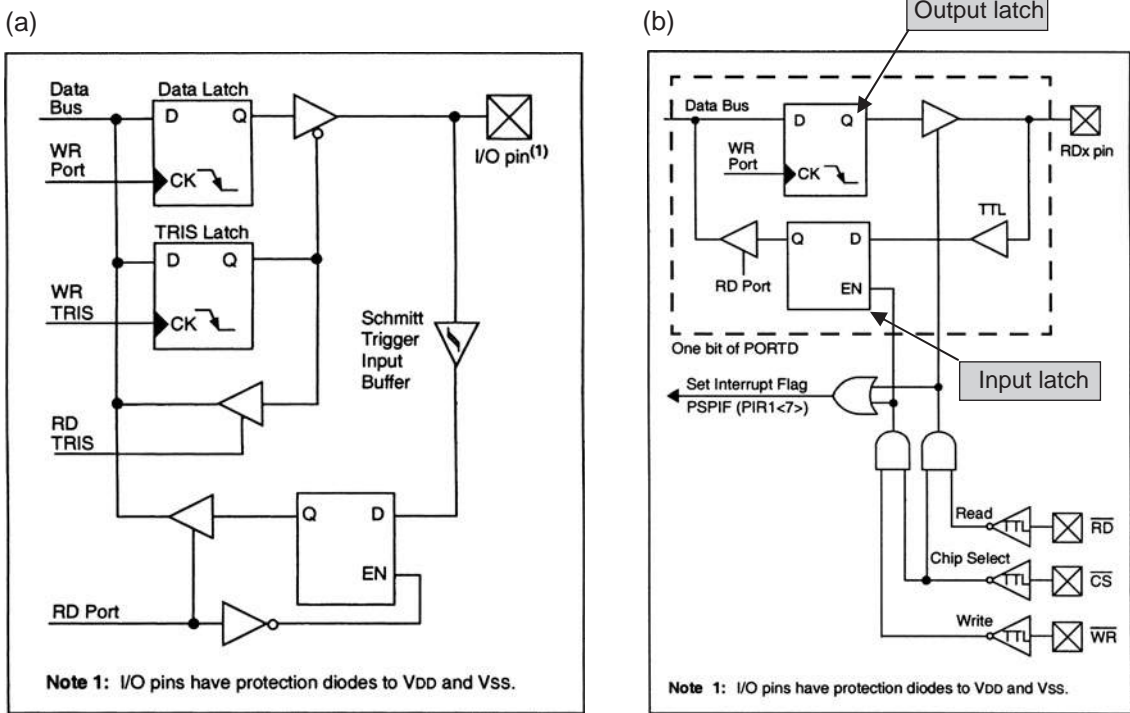 (a)
Data Latch
Data
Bus
D
Q
WR
Port
CK
I/O pin(1)
TRIS Latch
D
Q
WR
TRIS
CK
Schmitt
Trigger
Input
Buffer
RD
TRIS
Q
D
EN
RD Port
Note 1: I/O pins have protection diodes to VDD and VSS.
(b)
Output latch
Data Bus
D
Q
WR
Port
CK
RDx pin
TTL
Q
D
RD Port
EN
One bit of PORTD
Input latch
Set Interrupt Flag
PSPIF (PIR1<7>)
Read
TTL
RD
Chip Select
TTL
CS
Write
TTL
WR
Note 1: I/O pins have protection diodes to VDD and VSS.